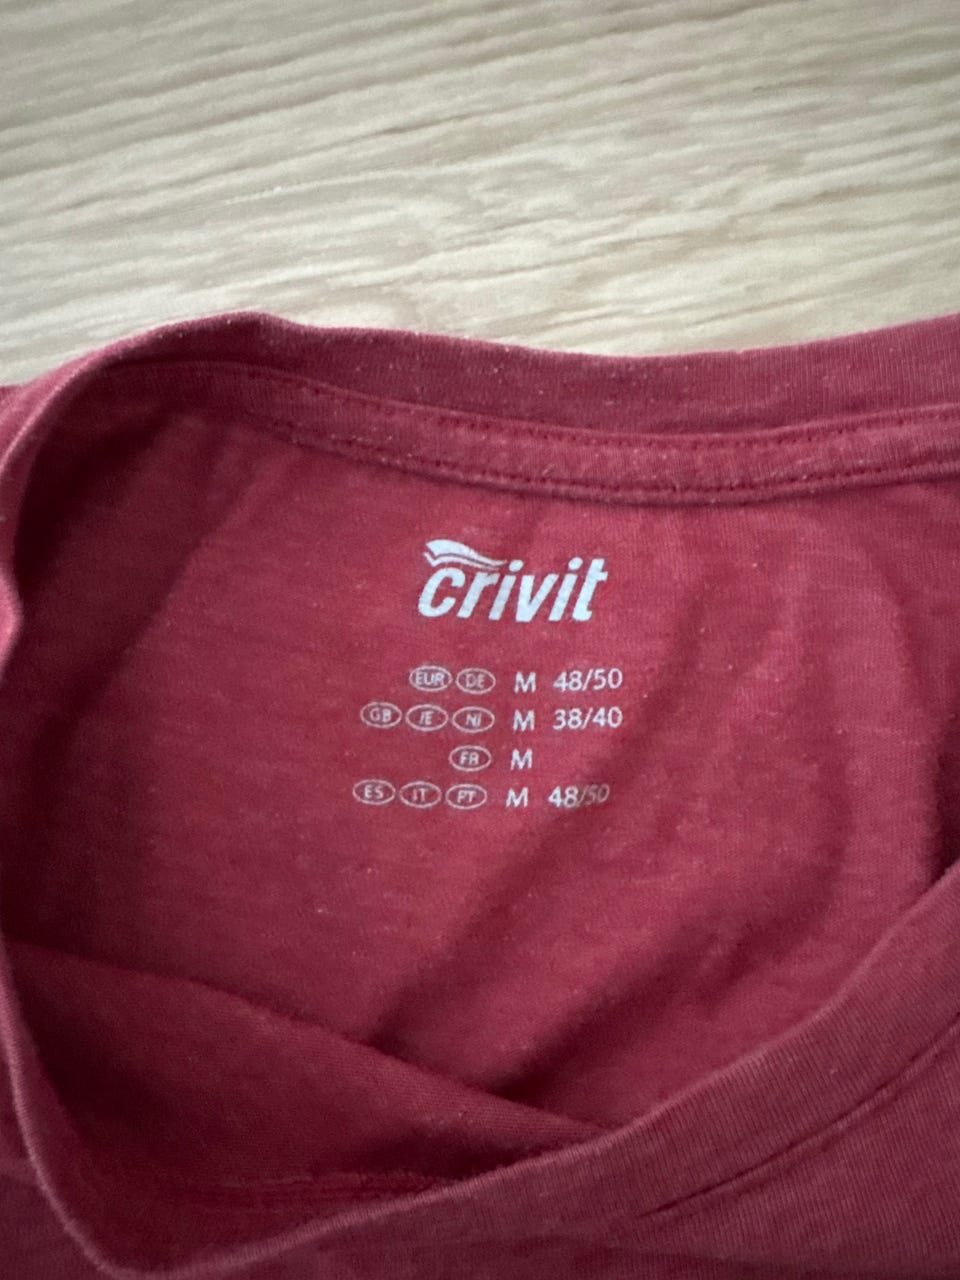 crivit
EUR DE M 48/50
GB IE NI M 38/40
FR M
ES IT PT M 48/50